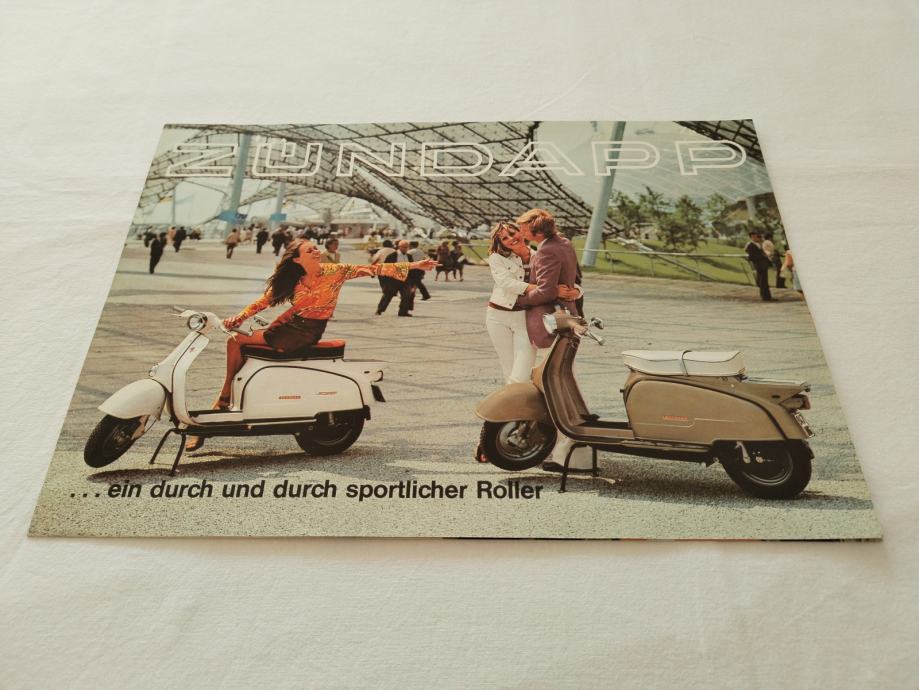 ZÜNDAPP
...ein durch und durch sportlicher Roller